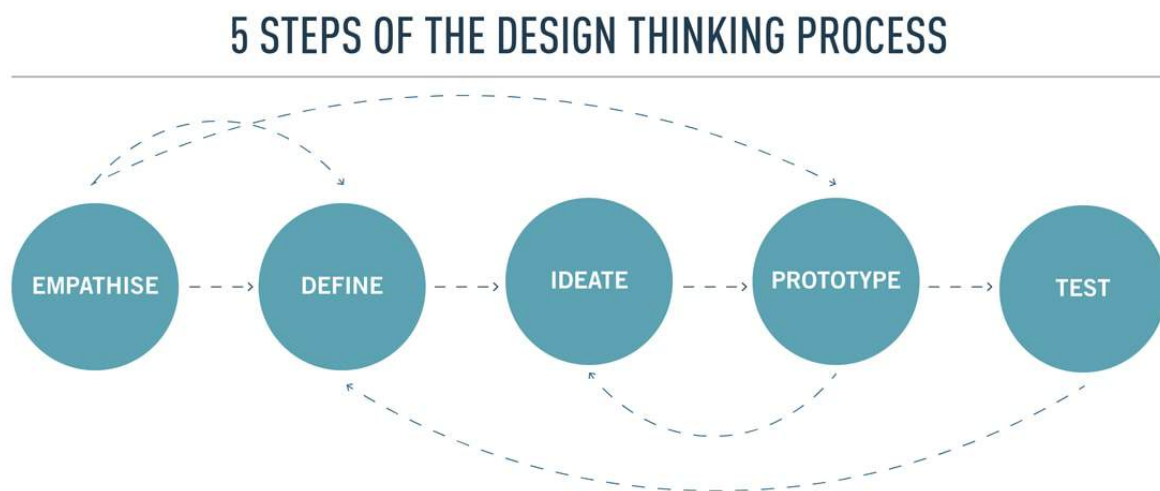 5 STEPS OF THE DESIGN THINKING PROCESS
EMPATHISE
DEFINE
IDEATE
PROTOTYPE
TEST